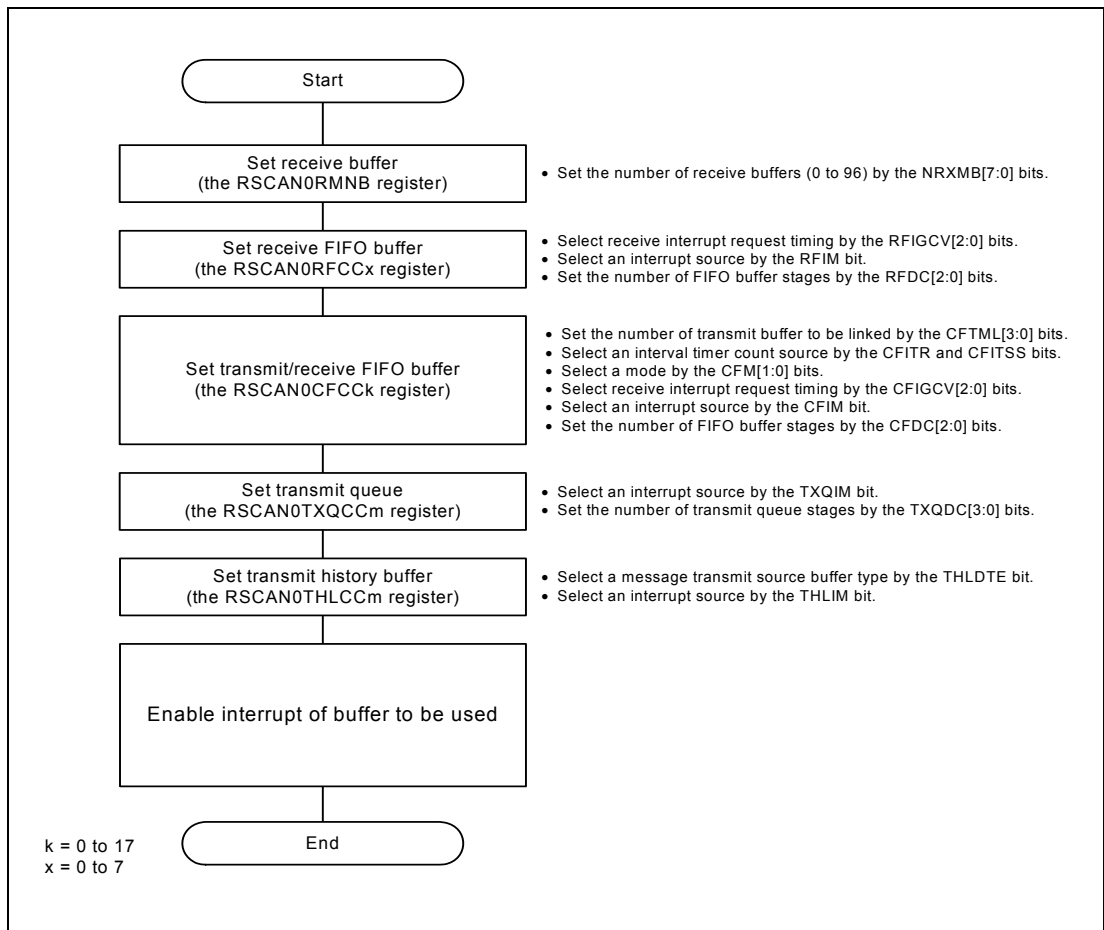 Start
Set receive buffer
(the RSCAN0RMNB register)
• Set the number of receive buffers (0 to 96) by the NRXMB[7:0] bits.
Set receive FIFO buffer
(the RSCAN0RFCCx register)
• Select receive interrupt request timing by the RFIGCV[2:0] bits.
• Select an interrupt source by the RFIM bit.
• Set the number of FIFO buffer stages by the RFDC[2:0] bits.
Set transmit/receive FIFO buffer
(the RSCAN0CFCCk register)
• Set the number of transmit buffer to be linked by the CFTML[3:0] bits.
• Select an interval timer count source by the CFITR and CFITSS bits.
• Select a mode by the CFM[1:0] bits.
• Select receive interrupt request timing by the CFIGCV[2:0] bits.
• Select an interrupt source by the CFIM bit.
• Set the number of FIFO buffer stages by the CFDC[2:0] bits.
Set transmit queue
(the RSCAN0TXQCCm register)
• Select an interrupt source by the TXQIM bit.
• Set the number of transmit queue stages by the TXQDC[3:0] bits.
Set transmit history buffer
(the RSCAN0THLCCm register)
• Select a message transmit source buffer type by the THLDTE bit.
• Select an interrupt source by the THLIM bit.
Enable interrupt of buffer to be used
End
k = 0 to 17
x = 0 to 7